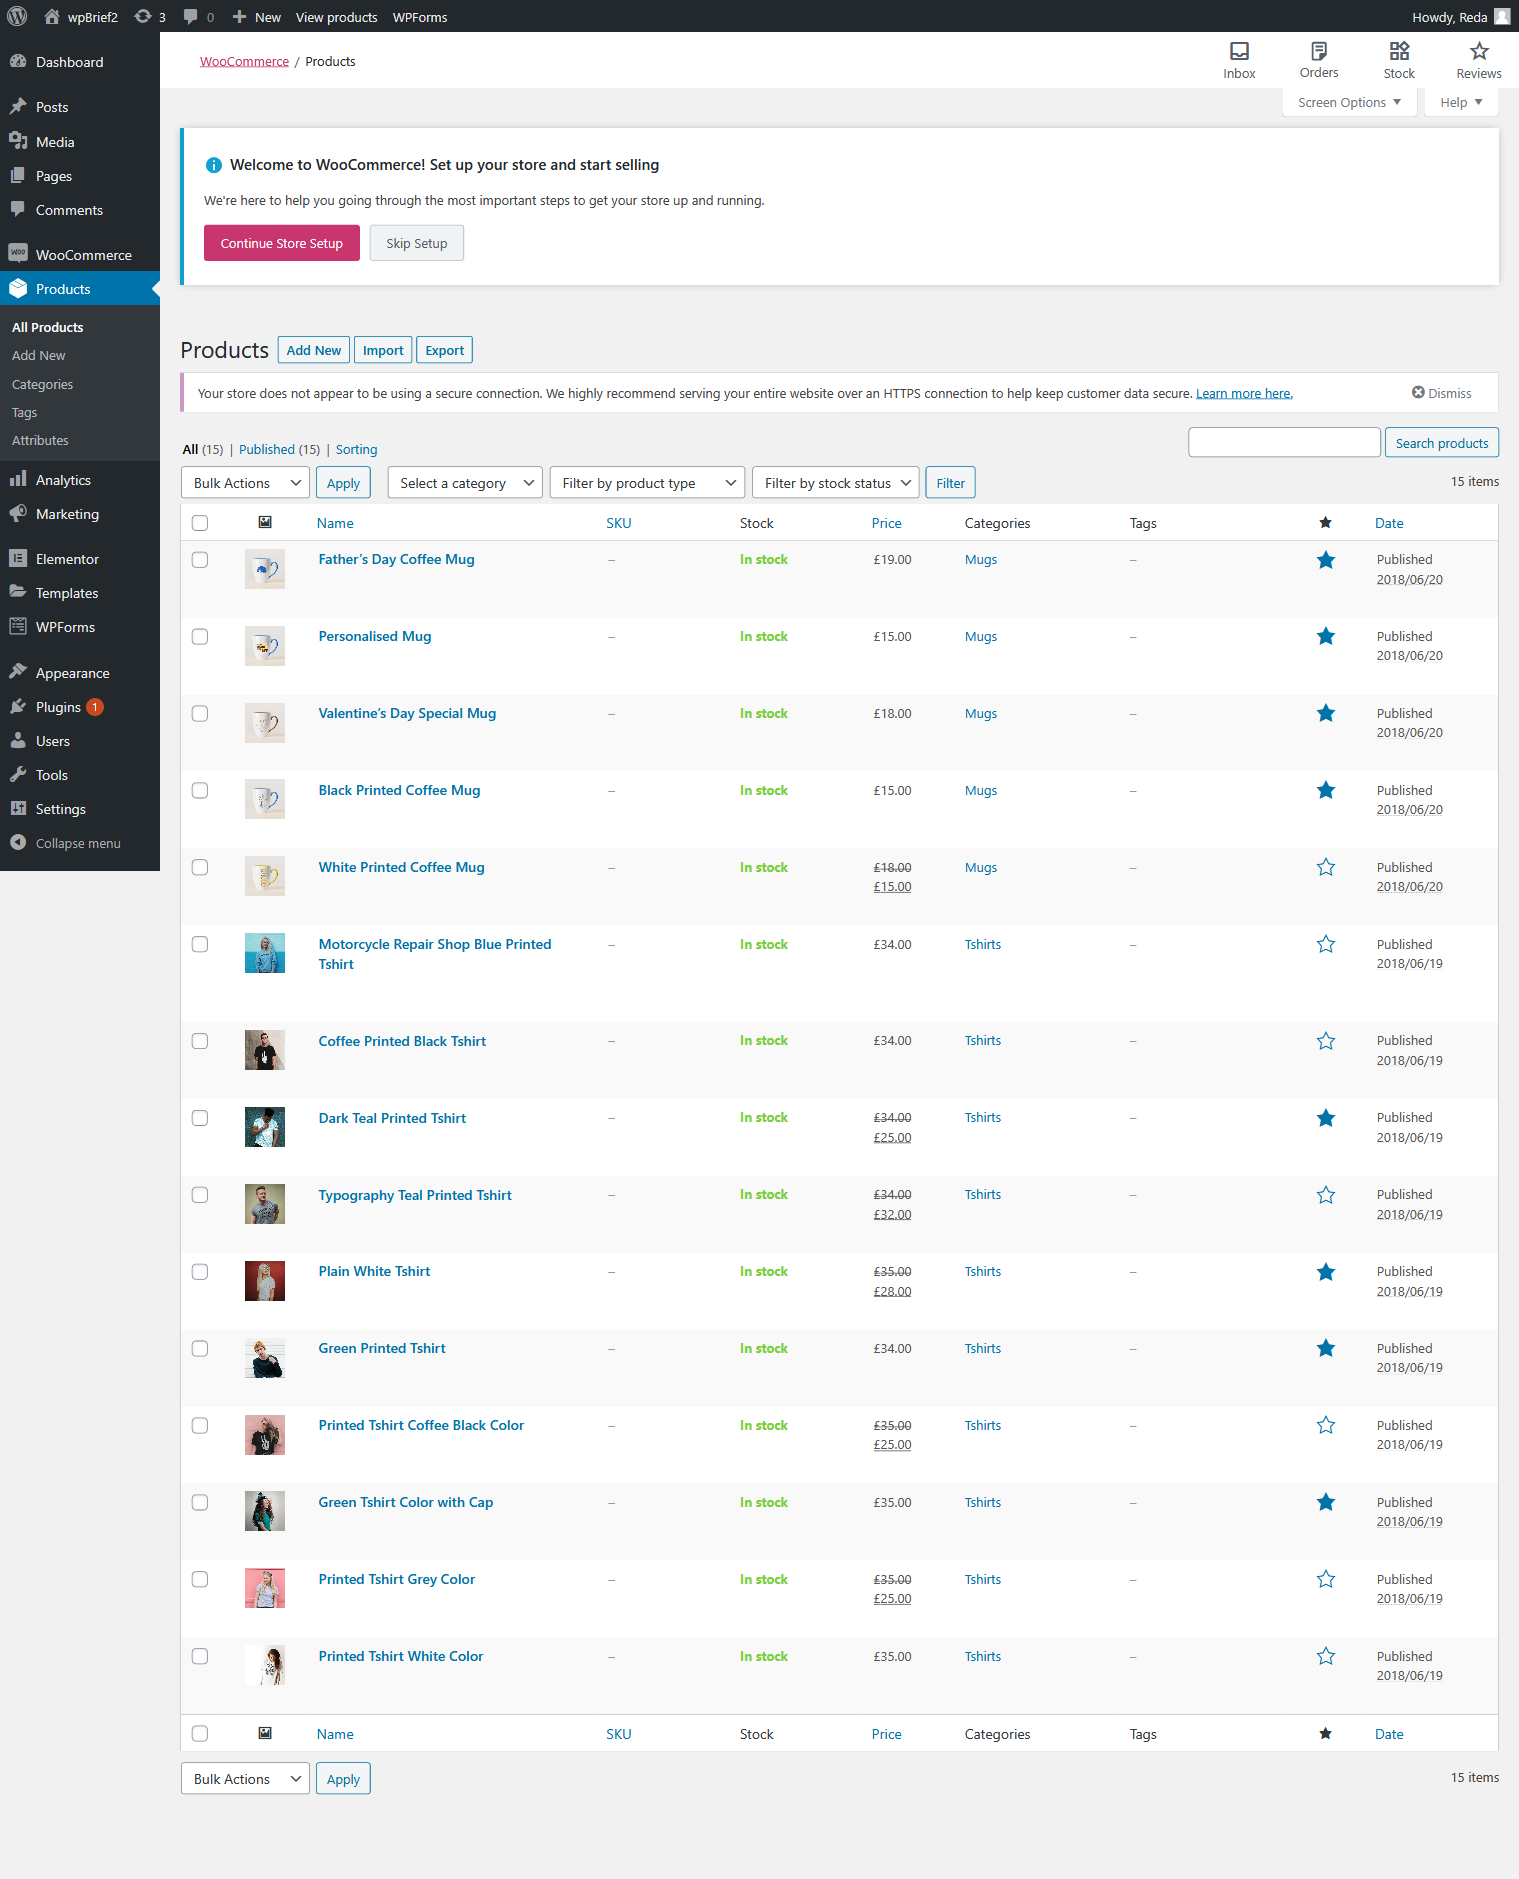 wpBrief2 3 0 New View products WPForms Howdy, Reda
Dashboard
Posts
Media
Pages
Comments
WooCommerce
Products
All Products
Add New
Categories
Tags
Attributes
Analytics
Marketing
Elementor
Templates
WPForms
Appearance
Plugins 1
Users
Tools
Settings
Collapse menu
WooCommerce / Products
Inbox Orders Stock Reviews
Screen Options Help
Welcome to WooCommerce! Set up your store and start selling
We're here to help you going through the most important steps to get your store up and running.
Continue Store Setup Skip Setup
Products Add New Import Export
Your store does not appear to be using a secure connection. We highly recommend serving your entire website over an HTTPS connection to help keep customer data secure. Learn more here. Dismiss
All (15) | Published (15) | Sorting
Search products
Bulk Actions Apply Select a category Filter by product type Filter by stock status Filter 15 items
Name SKU Stock Price Categories Tags Date
Father's Day Coffee Mug – In stock £19.00 Mugs – Published
2018/06/20
Personalised Mug – In stock £15.00 Mugs – Published
2018/06/20
Valentine's Day Special Mug – In stock £18.00 Mugs – Published
2018/06/20
Black Printed Coffee Mug – In stock £15.00 Mugs – Published
2018/06/20
White Printed Coffee Mug – In stock £18.00 Mugs – Published
£15.00 2018/06/20
Motorcycle Repair Shop Blue Printed – In stock £34.00 Tshirts – Published
Tshirt 2018/06/19
Coffee Printed Black Tshirt – In stock £34.00 Tshirts – Published
2018/06/19
Dark Teal Printed Tshirt – In stock £34.00 Tshirts – Published
£25.00 2018/06/19
Typography Teal Printed Tshirt – In stock £34.00 Tshirts – Published
£32.00 2018/06/19
Plain White Tshirt – In stock £35.00 Tshirts – Published
£28.00 2018/06/19
Green Printed Tshirt – In stock £34.00 Tshirts – Published
2018/06/19
Printed Tshirt Coffee Black Color – In stock £35.00 Tshirts – Published
£25.00 2018/06/19
Green Tshirt Color with Cap – In stock £35.00 Tshirts – Published
2018/06/19
Printed Tshirt Grey Color – In stock £35.00 Tshirts – Published
£25.00 2018/06/19
Printed Tshirt White Color – In stock £35.00 Tshirts – Published
2018/06/19
Name SKU Stock Price Categories Tags Date
Bulk Actions Apply 15 items